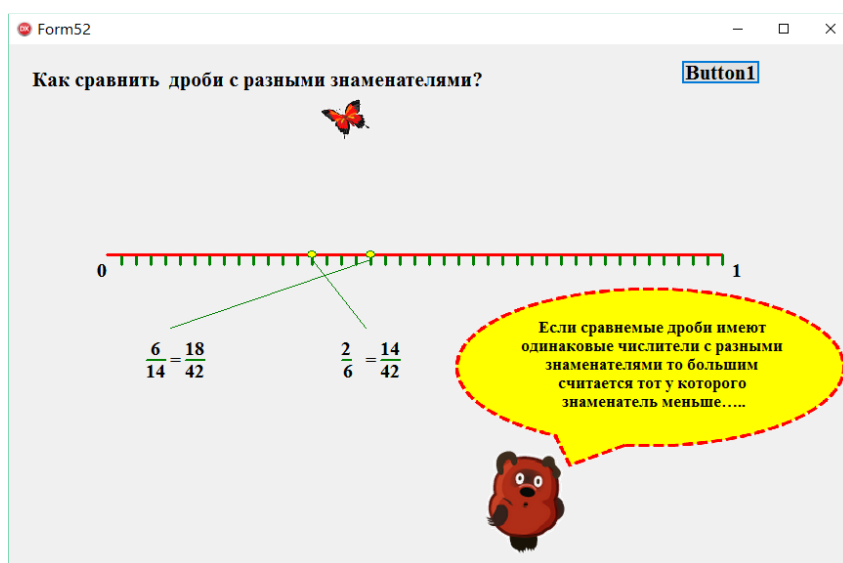 Form52
Как сравнить дроби с разными знаменателями?
Button1
0
1
6/14 = 18/42
2/6 = 14/42
Если сравнемые дроби имеют
одинаковые числители с разными
знаменателями то большим
считается тот у которого
знаменатель меньше.....